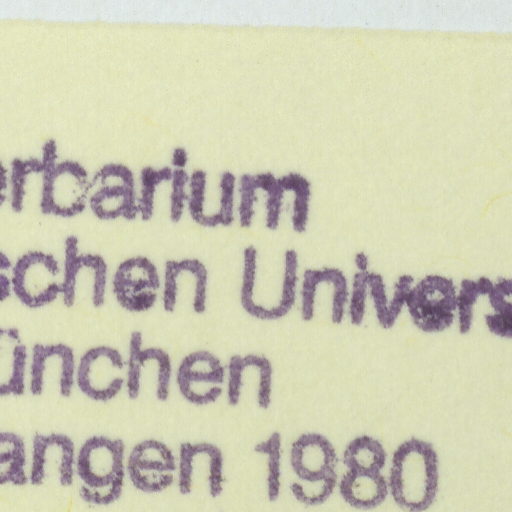 erbarium
schen Univers
ünchen
angen 1980